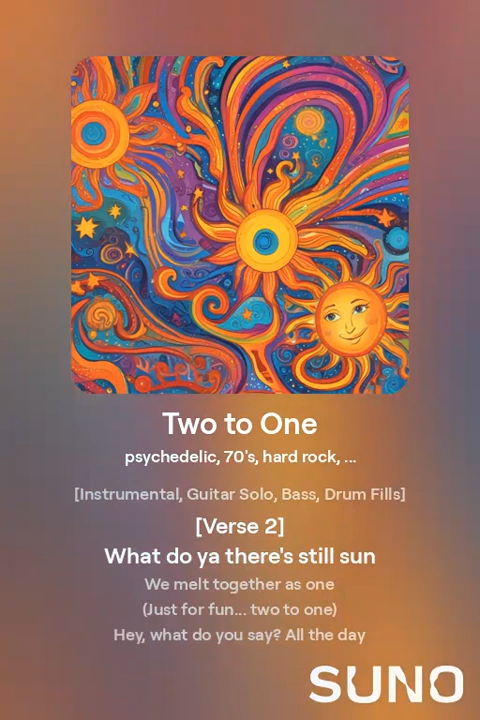 Two to One
psychedelic, 70's, hard rock, ...
[Instrumental, Guitar Solo, Bass, Drum Fills]
[Verse 2]
What do ya there's still sun
We melt together as one
(Just for fun... two to one)
Hey, what do you say? All the day
SUNO